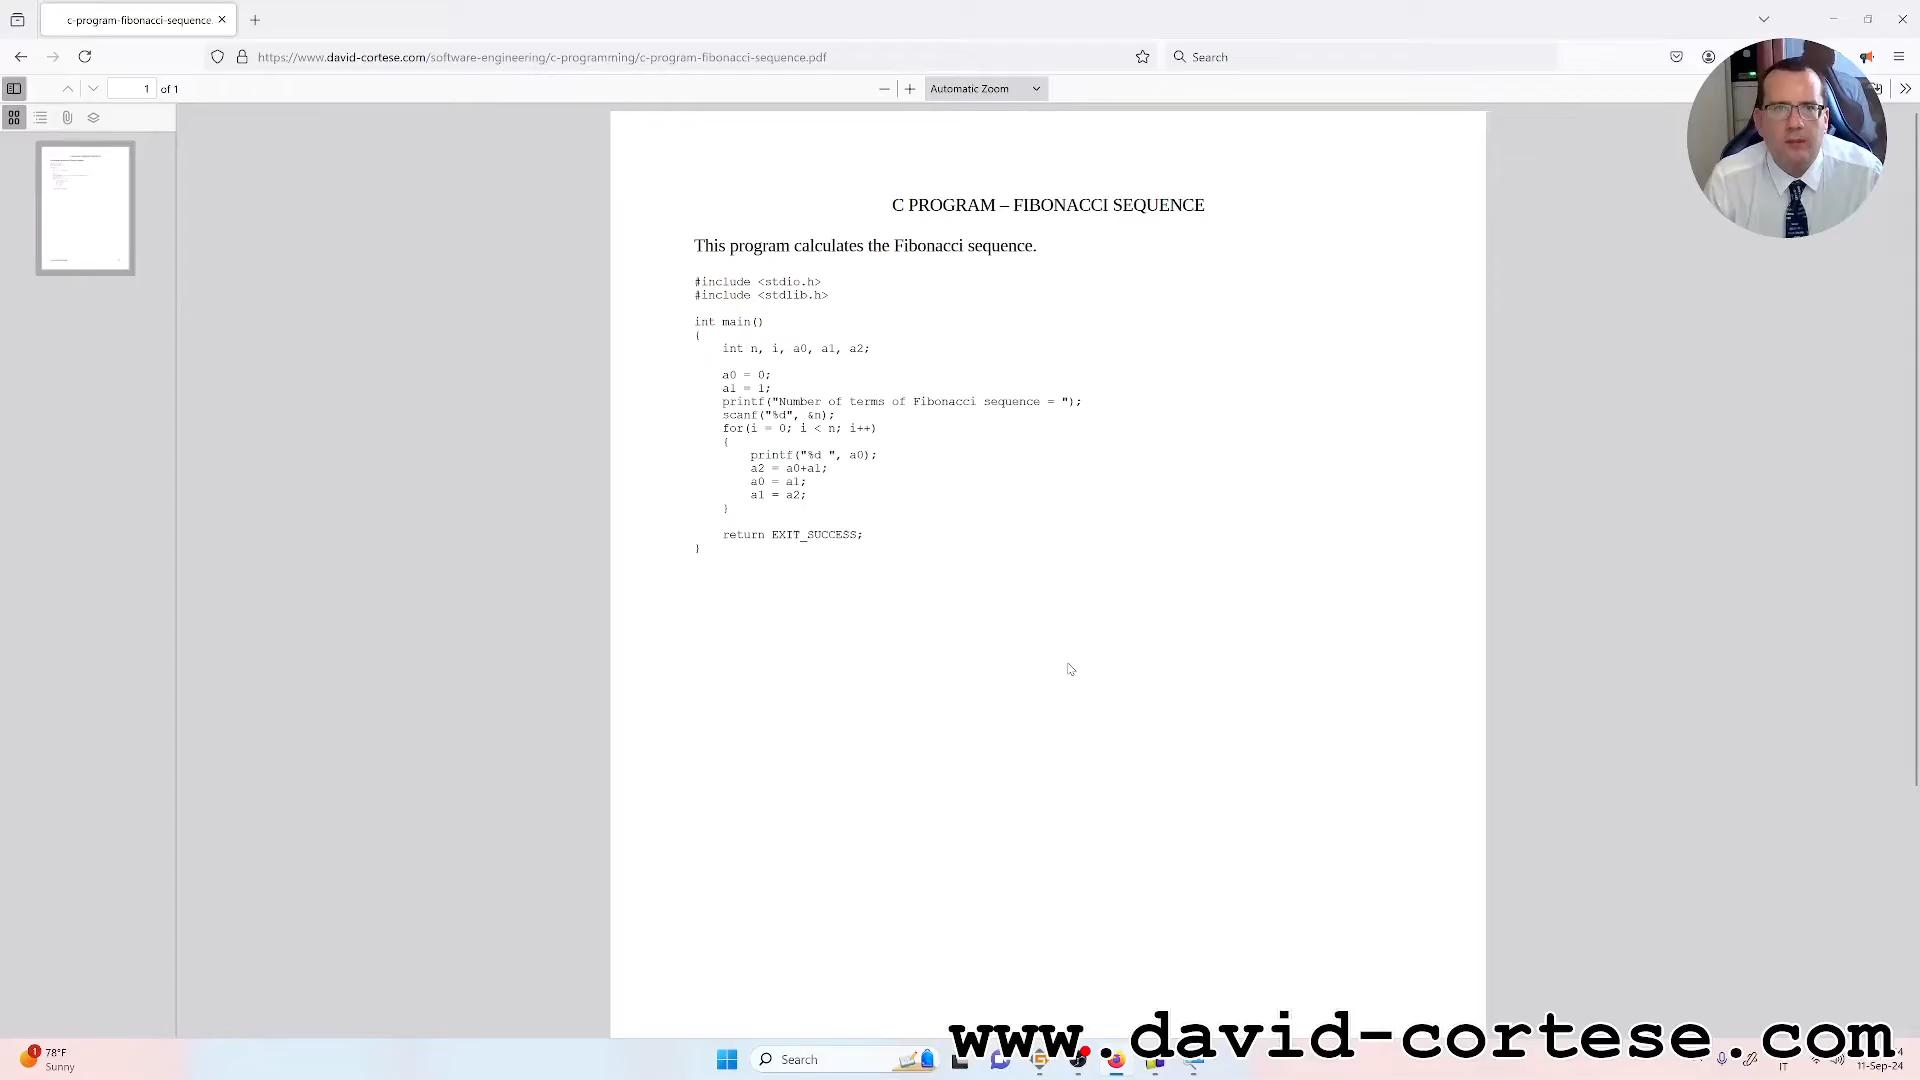 c-program-fibonacci-sequence.
https://www.david-cortese.com/software-engineering/c-programming/c-program-fibonacci-sequence.pdf
Search
1 of 1
Automatic Zoom
C PROGRAM – FIBONACCI SEQUENCE
This program calculates the Fibonacci sequence.
#include <stdio.h>
#include <stdlib.h>
int main()
{
int n, i, a0, a1, a2;
a0 = 0;
a1 = 1;
printf("Number of terms of Fibonacci sequence = ");
scanf("%d", &n);
for(i = 0; i < n; i++)
{
printf("%d ", a0);
a2 = a0+a1;
a0 = a1;
a1 = a2;
}
return EXIT_SUCCESS;
}
www.david-cortese.com
1
78°F
Sunny
Search
IT
11-Sep-24